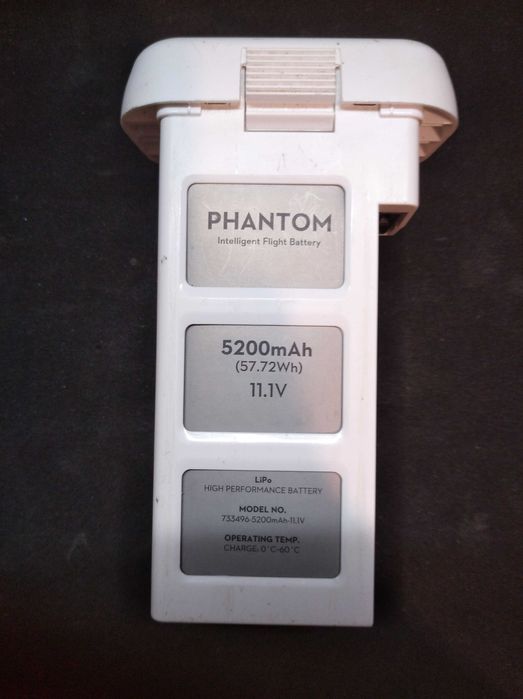 PHANTOM
Intelligent Flight Battery
5200mAh
(57.72Wh)
11.1V
LiPo
HIGH PERFORMANCE BATTERY
MODEL NO.
733496-5200mAh-11.1V
OPERATING TEMP.
CHARGE: 0°C-60°C